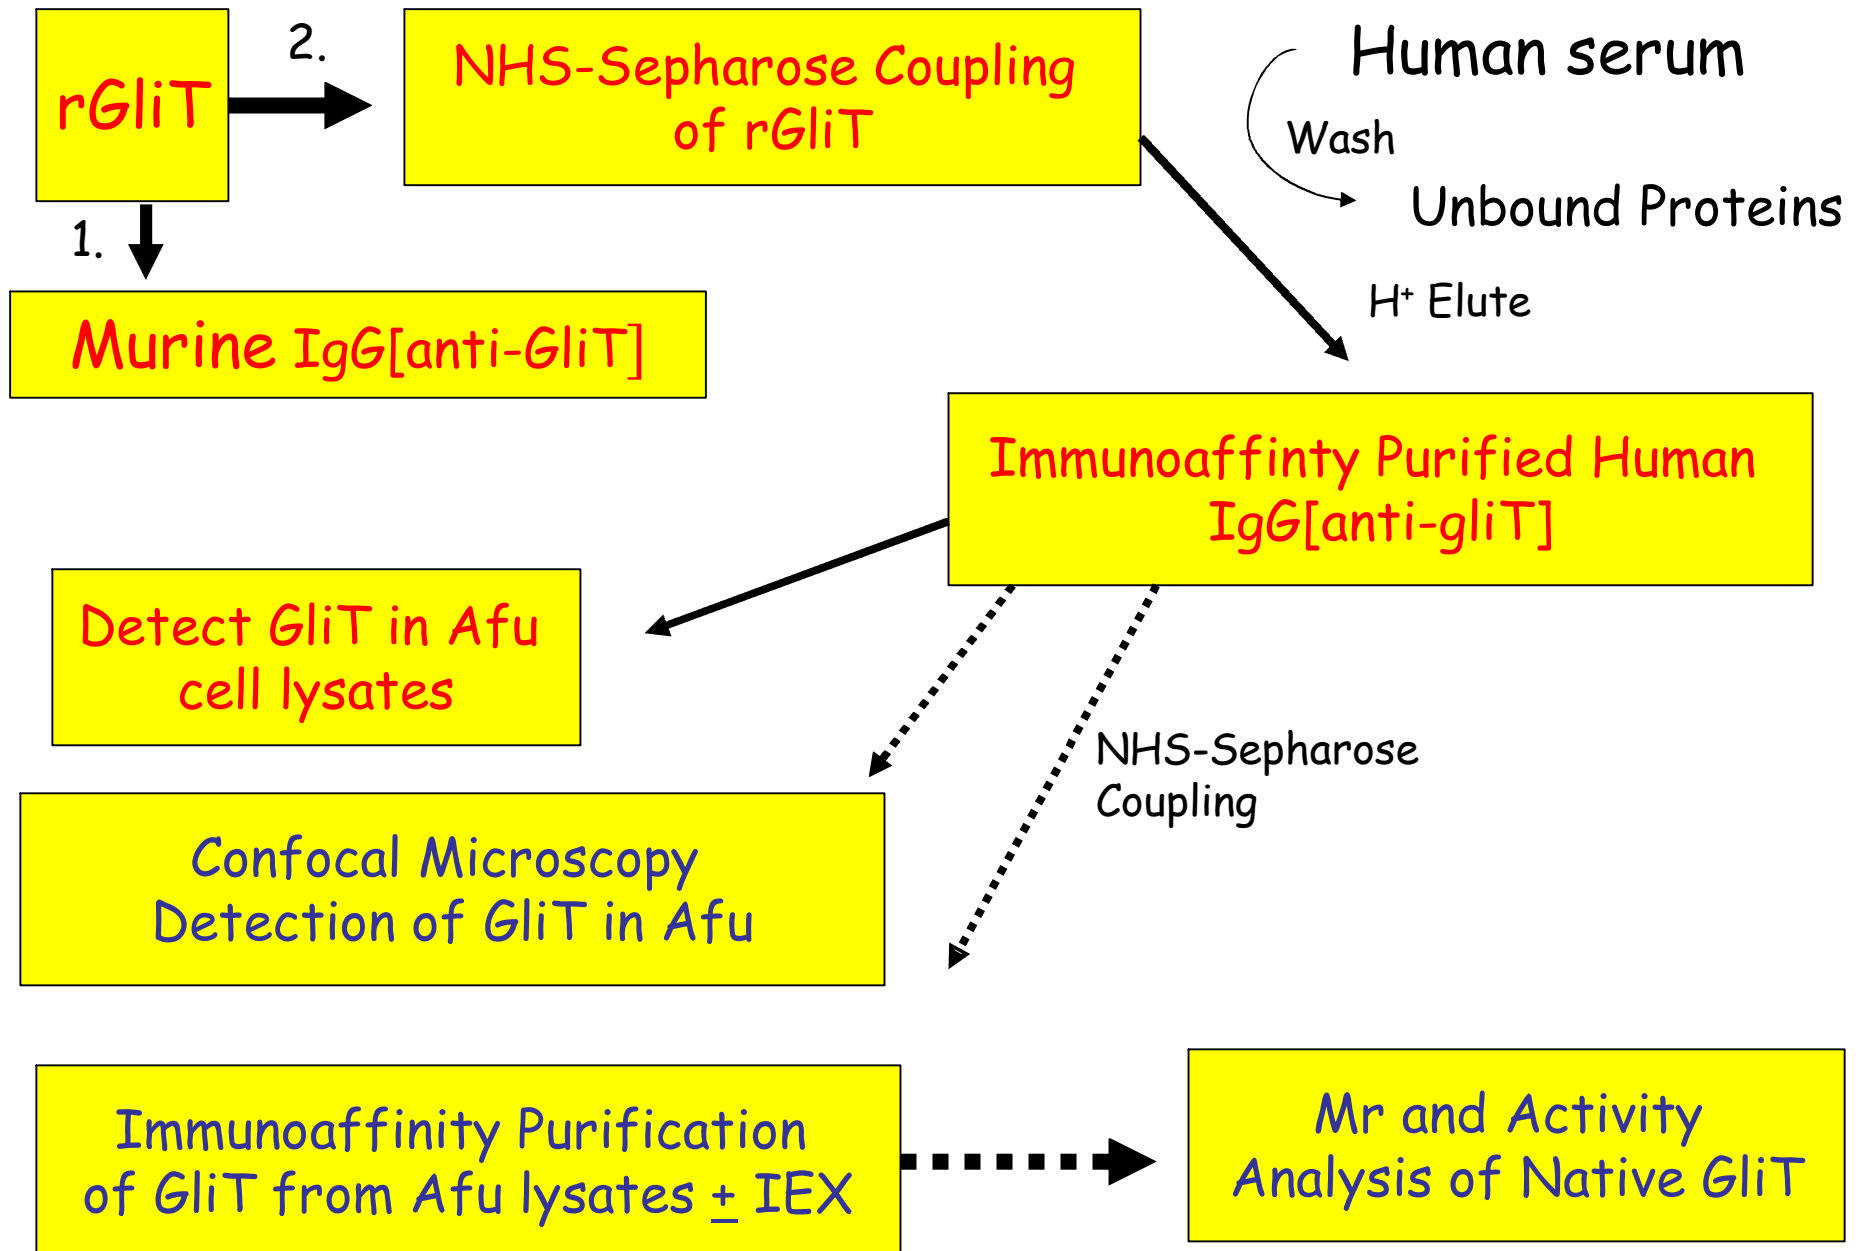 rGliT
2.
NHS-Sepharose Coupling
of rGliT
Human serum
Wash
Unbound Proteins
1.
H⁺ Elute
Murine IgG[anti-GliT]
Immunoaffinty Purified Human
IgG[anti-gliT]
Detect GliT in Afu
cell lysates
NHS-Sepharose
Coupling
Confocal Microscopy
Detection of GliT in Afu
Immunoaffinity Purification
of GliT from Afu lysates ± IEX
Mr and Activity
Analysis of Native GliT